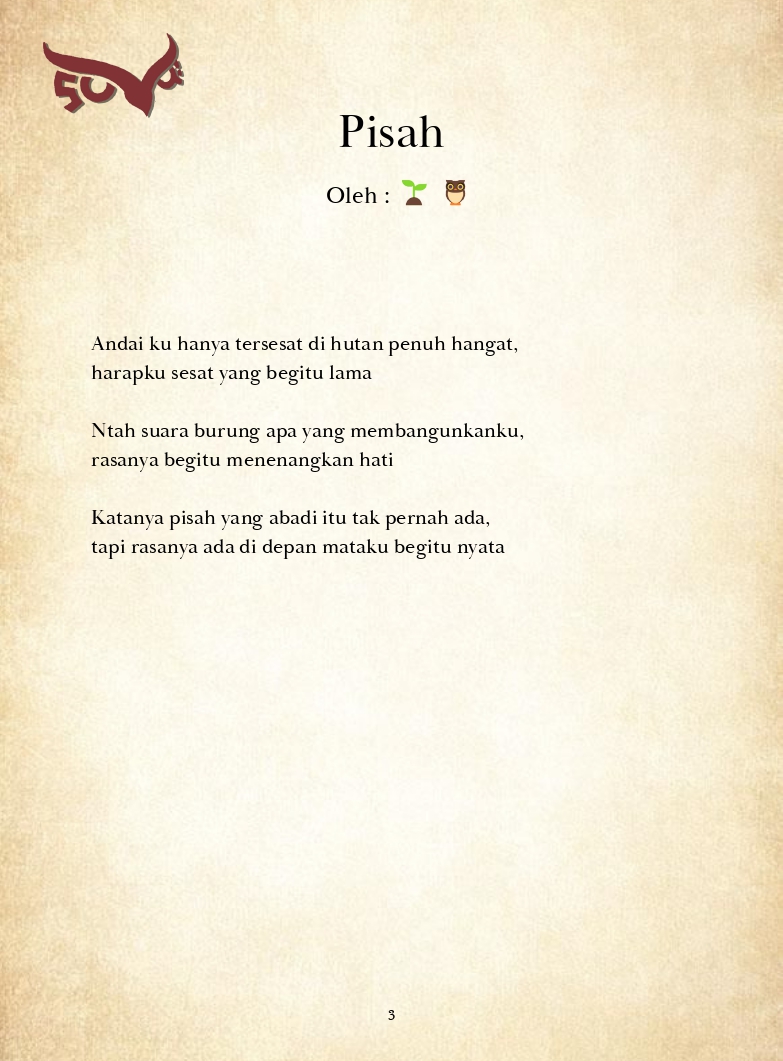 Pisah
Oleh :
Andai ku hanya tersesat di hutan penuh hangat,
harapku sesat yang begitu lama
Ntah suara burung apa yang membangunkanku,
rasanya begitu menenangkan hati
Katanya pisah yang abadi itu tak pernah ada,
tapi rasanya ada di depan mataku begitu nyata
3